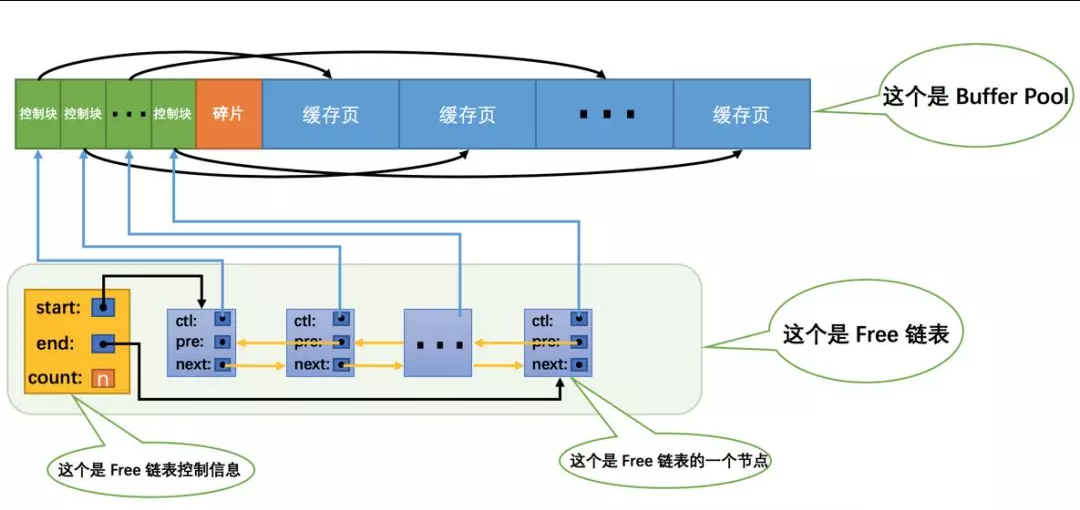 控制块 控制块 ··· 控制块 碎片 缓存页 缓存页 ··· 缓存页
这个是 Buffer Pool
start:
end:
count: n
ctl:
pre:
next:
ctl:
pre:
next:
···
ctl:
pre:
next:
这个是 Free 链表
这个是 Free 链表控制信息
这个是 Free 链表的一个节点